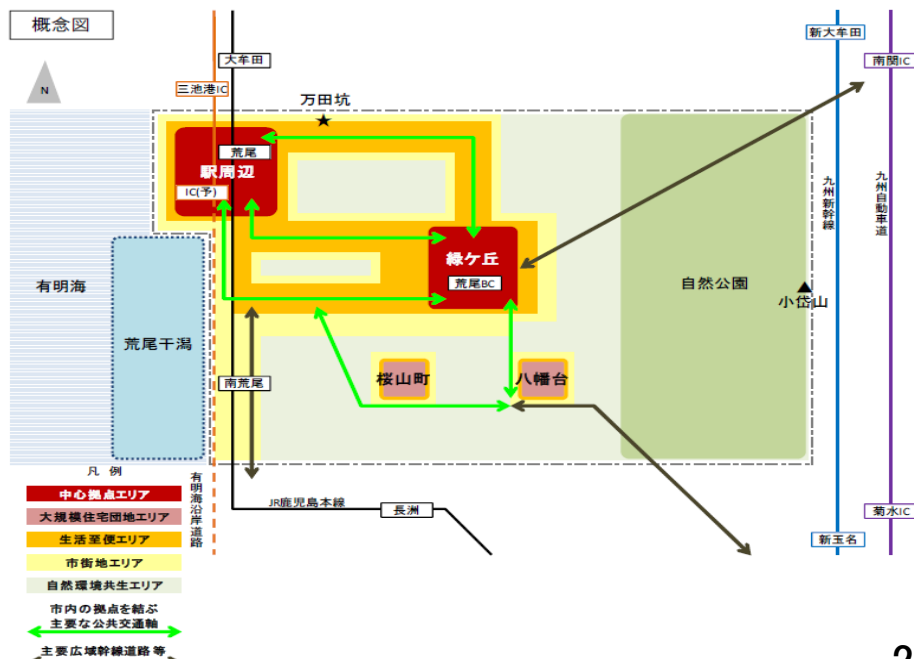 概念図
N
大牟田
新大牟田
南関IC
三池港IC
万田坑
荒尾
駅周辺
IC(予)
緑ケ丘
荒尾BC
有明海
荒尾干潟
自然公園
小岱山
九州新幹線
九州自動車道
南荒尾
桜山町
八幡台
JR鹿児島本線
長洲
有明海沿岸道路
菊水IC
新玉名
凡 例
中心拠点エリア
大規模住宅団地エリア
生活至便エリア
市街地エリア
自然環境共生エリア
市内の拠点を結ぶ
主要な公共交通軸
主要広域幹線道路等